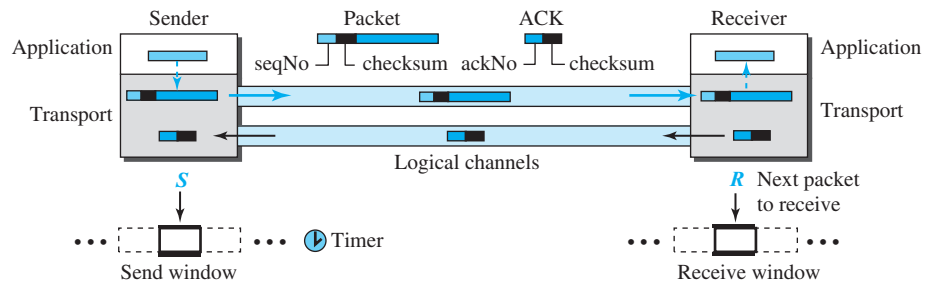 Sender
Packet
ACK
Receiver
Application
seqNo
checksum
ackNo
checksum
Application
Transport
Transport
Logical channels
S
R
Next packet
to receive
Timer
Send window
Receive window